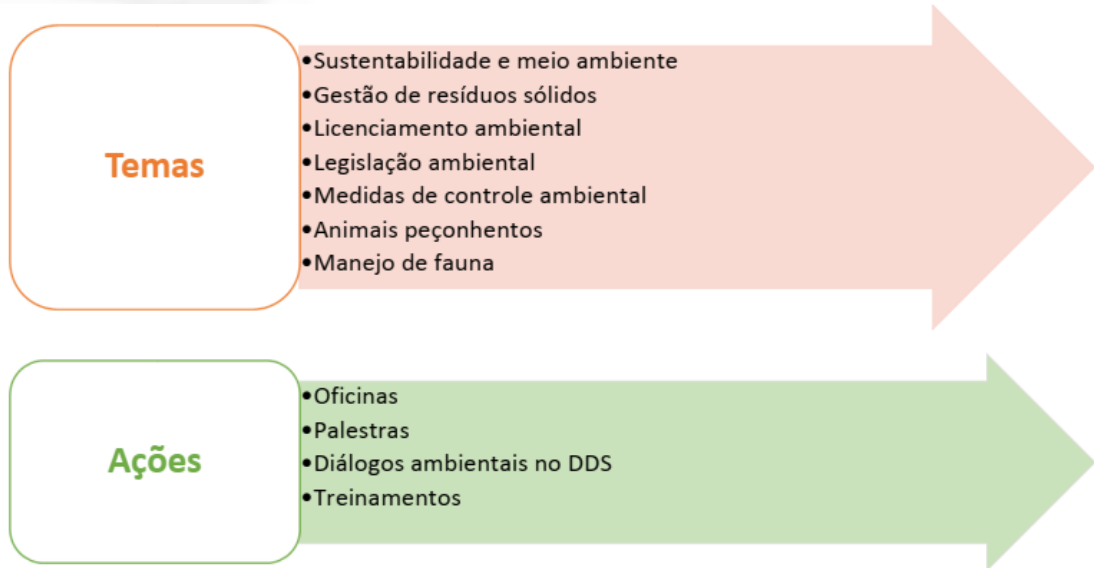 Temas
•Sustentabilidade e meio ambiente
•Gestão de resíduos sólidos
•Licenciamento ambiental
•Legislação ambiental
•Medidas de controle ambiental
•Animais peçonhentos
•Manejo de fauna
Ações
•Oficinas
•Palestras
•Diálogos ambientais no DDS
•Treinamentos